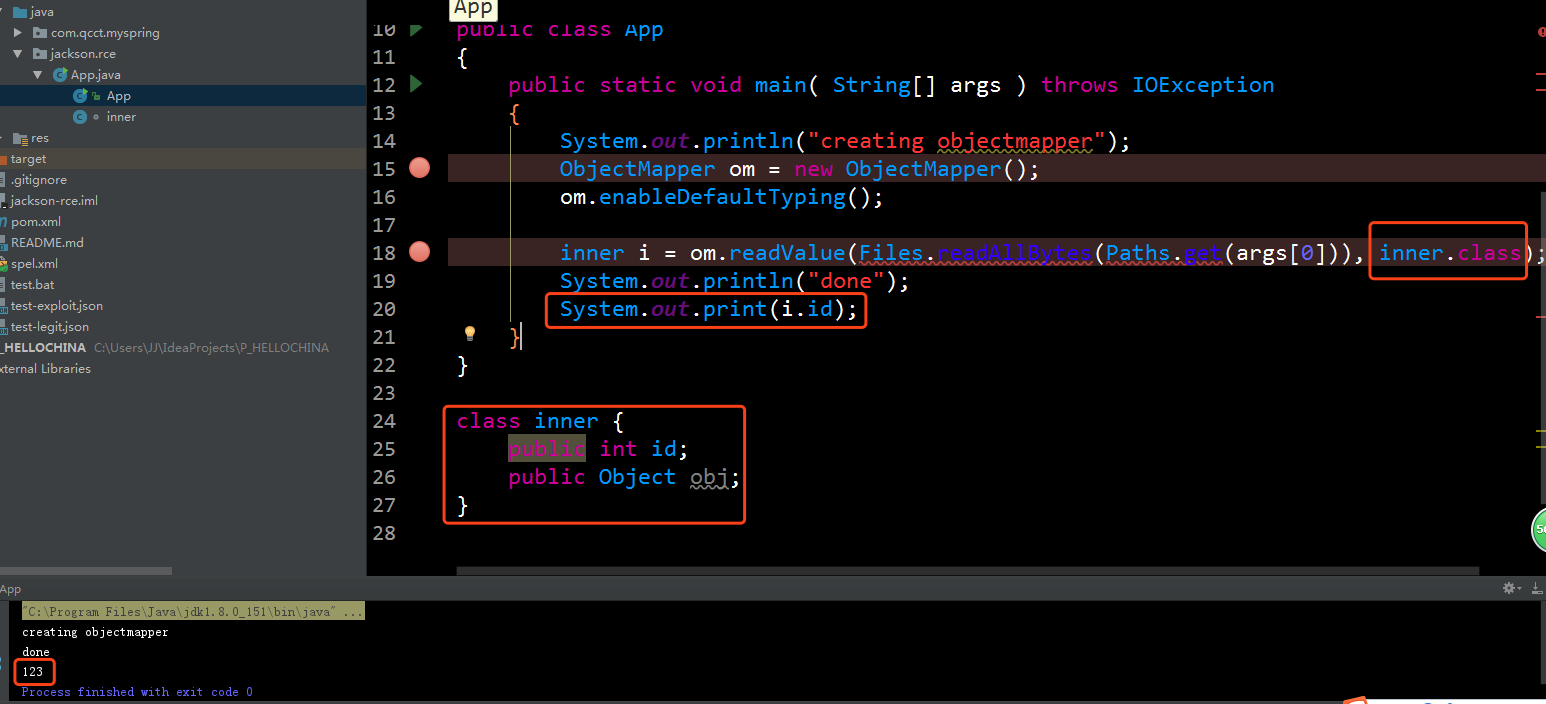 java
com.qcct.myspring
jackson.rce
App.java
App
inner
res
target
.gitignore
jackson-rce.iml
pom.xml
README.md
spel.xml
test.bat
test-exploit.json
test-legit.json
_HELLOCHINA C:\Users\JJ\IdeaProjects\P_HELLOCHINA
xternal Libraries
App
10 public class App
11 {
12 public static void main( String[] args ) throws IOException
13 {
14 System.out.println("creating objectmapper");
15 ObjectMapper om = new ObjectMapper();
16 om.enableDefaultTyping();
17
18 inner i = om.readValue(Files.readAllBytes(Paths.get(args[0])), inner.class);
19 System.out.println("done");
20 System.out.print(i.id);
21 }
22 }
23
24 class inner {
25 public int id;
26 public Object obj;
27 }
28
App
"C:\Program Files\Java\jdk1.8.0_151\bin\java" ...
creating objectmapper
done
123
Process finished with exit code 0